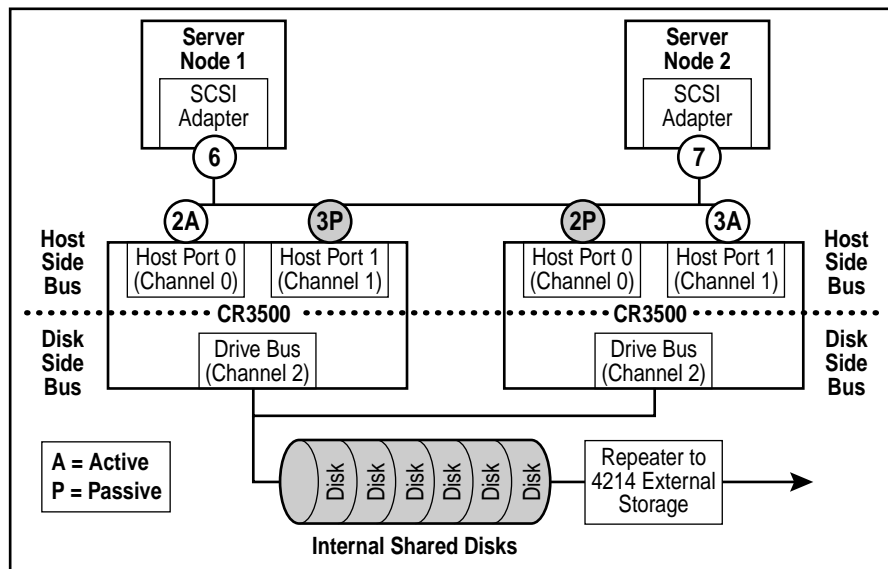 Server
Node 1
SCSI
Adapter
6
Server
Node 2
SCSI
Adapter
7
2A
3P
2P
3A
Host
Side
Bus
Host Port 0
(Channel 0)
Host Port 1
(Channel 1)
Host Port 0
(Channel 0)
Host Port 1
(Channel 1)
Host
Side
Bus
CR3500
CR3500
Disk
Side
Bus
Drive Bus
(Channel 2)
Drive Bus
(Channel 2)
Disk
Side
Bus
A = Active
P = Passive
Disk
Disk
Disk
Disk
Disk
Disk
Repeater to
4214 External
Storage
Internal Shared Disks